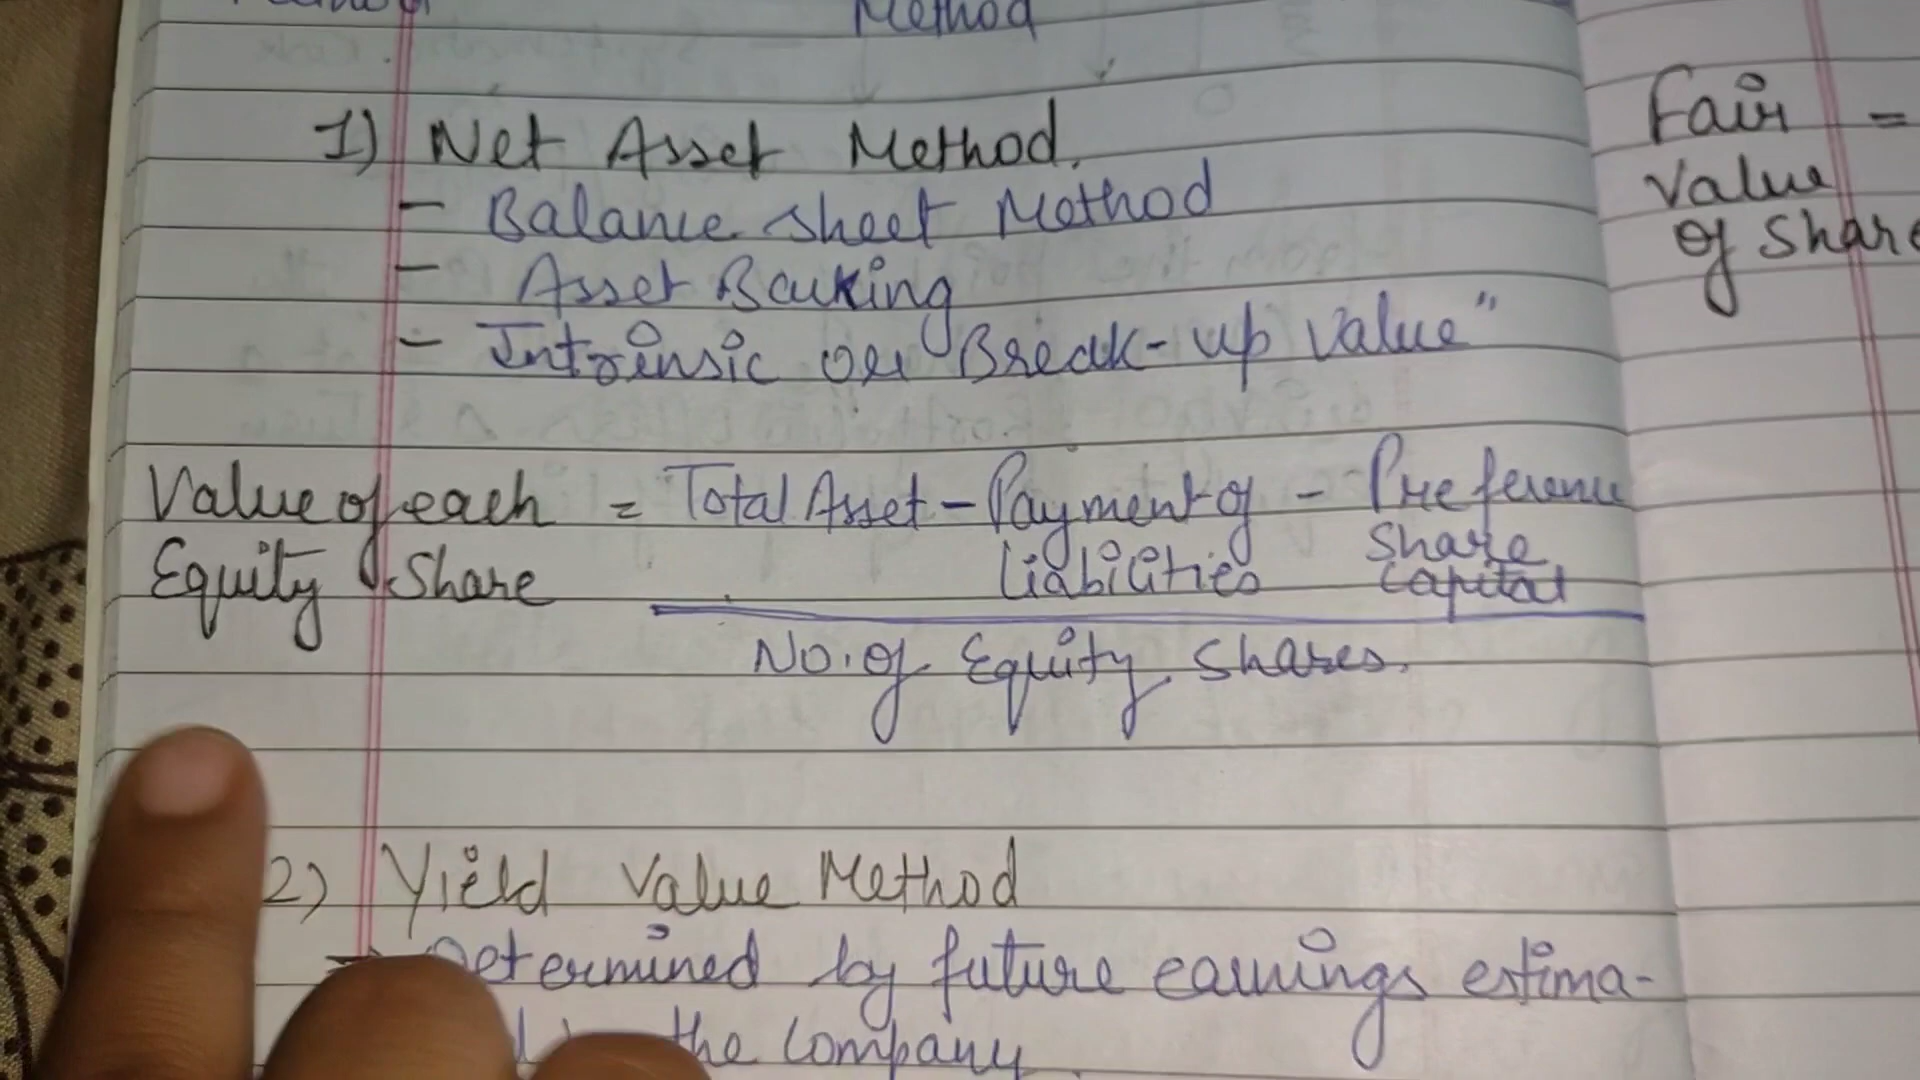 Method
1) Net Asset Method.
- Balance sheet Method
- Asset Backing
- Intrinsic or "Break-up value"
Value of each Equity Share = Total Asset - Payment of Liabilities - Preference Share Capital
No. of Equity Shares.
2) Yield Value Method
→ Determined by future earnings estima-
the company.
Fair =
Value
of Share